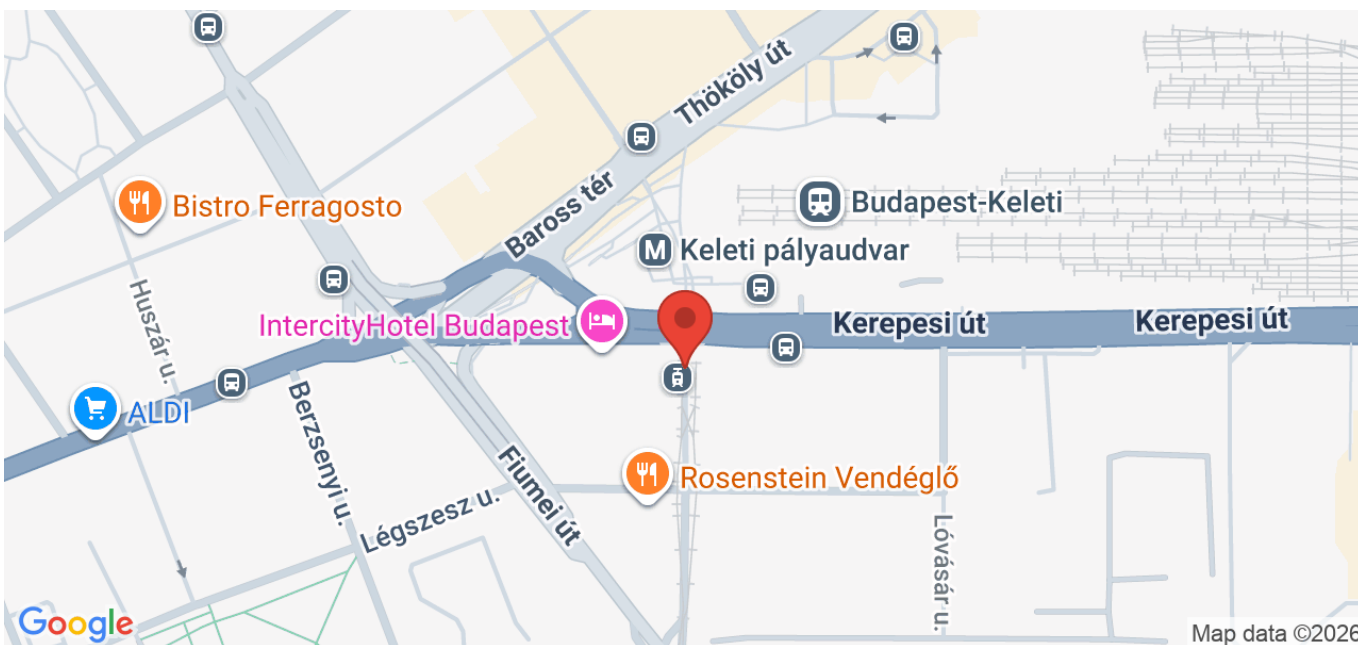 Thököly út
Bistro Ferragosto
Baross tér
Budapest-Keleti
M
Keleti pályaudvar
Huszár u.
IntercityHotel Budapest
Kerepesi út
Kerepesi út
ALDI
Berzsenyi u.
Fiumei út
Rosenstein Vendéglő
Légszesz u.
Lóvásár u.
Google
Map data ©2026